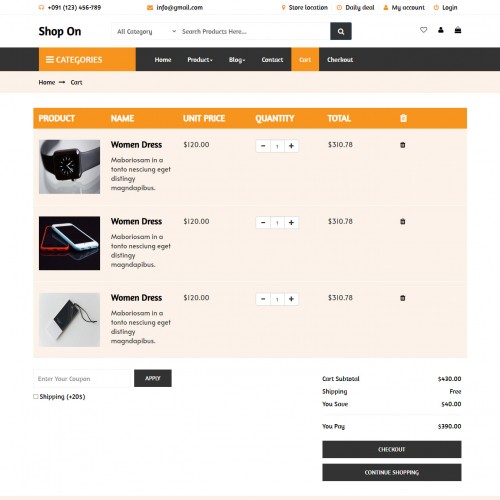 +091 (123) 456-789 info@gmail.com Store location Daily deal My account Login
Shop On All Category Search Products Here....
CATEGORIES Home Product Blog Contact Cart Checkout
Home Cart
PRODUCT NAME UNIT PRICE QUANTITY TOTAL
Women Dress $120.00 - 1 + $310.78
Maboriosam in a
tonto nesciung eget
distingy
magndapibus.
Women Dress $120.00 - 1 + $310.78
Maboriosam in a
tonto nesciung eget
distingy
magndapibus.
Women Dress $120.00 - 1 + $310.78
Maboriosam in a
tonto nesciung eget
distingy
magndapibus.
Enter Your Coupon APPLY
Shipping (+20$)
Cart Subtotal $430.00
Shipping Free
You Save $40.00
You Pay $390.00
CHECKOUT
CONTINUE SHOPPING